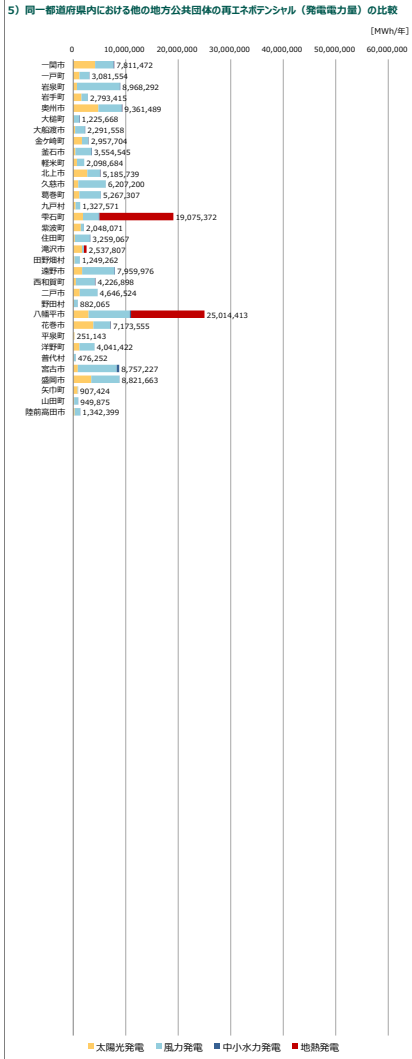 5）同一都道府県内における他の地方公共団体の再エネポテンシャル（発電電力量）の比較
[MWh/年]
0 10,000,000 20,000,000 30,000,000 40,000,000 50,000,000 60,000,000
一関市 7,811,472
一戸町 3,081,554
岩泉町 8,968,292
岩手町 2,793,415
奥州市 9,361,489
大槌町 1,225,668
大船渡市 2,291,558
金ケ崎町 2,957,704
釜石市 3,554,545
軽米町 2,098,684
北上市 5,185,739
久慈市 6,207,200
葛巻町 5,267,307
九戸村 1,327,571
雫石町 19,075,372
紫波町 2,048,071
住田町 3,259,067
滝沢市 2,537,807
田野畑村 1,249,262
遠野市 7,959,976
西和賀町 4,226,898
二戸市 4,646,524
野田村 882,065
八幡平市 25,014,413
花巻市 7,173,555
平泉町 251,143
洋野町 4,041,422
普代村 476,252
宮古市 8,757,227
盛岡市 8,821,663
矢巾町 907,424
山田町 949,875
陸前高田市 1,342,399
太陽光発電 風力発電 中小水力発電 地熱発電